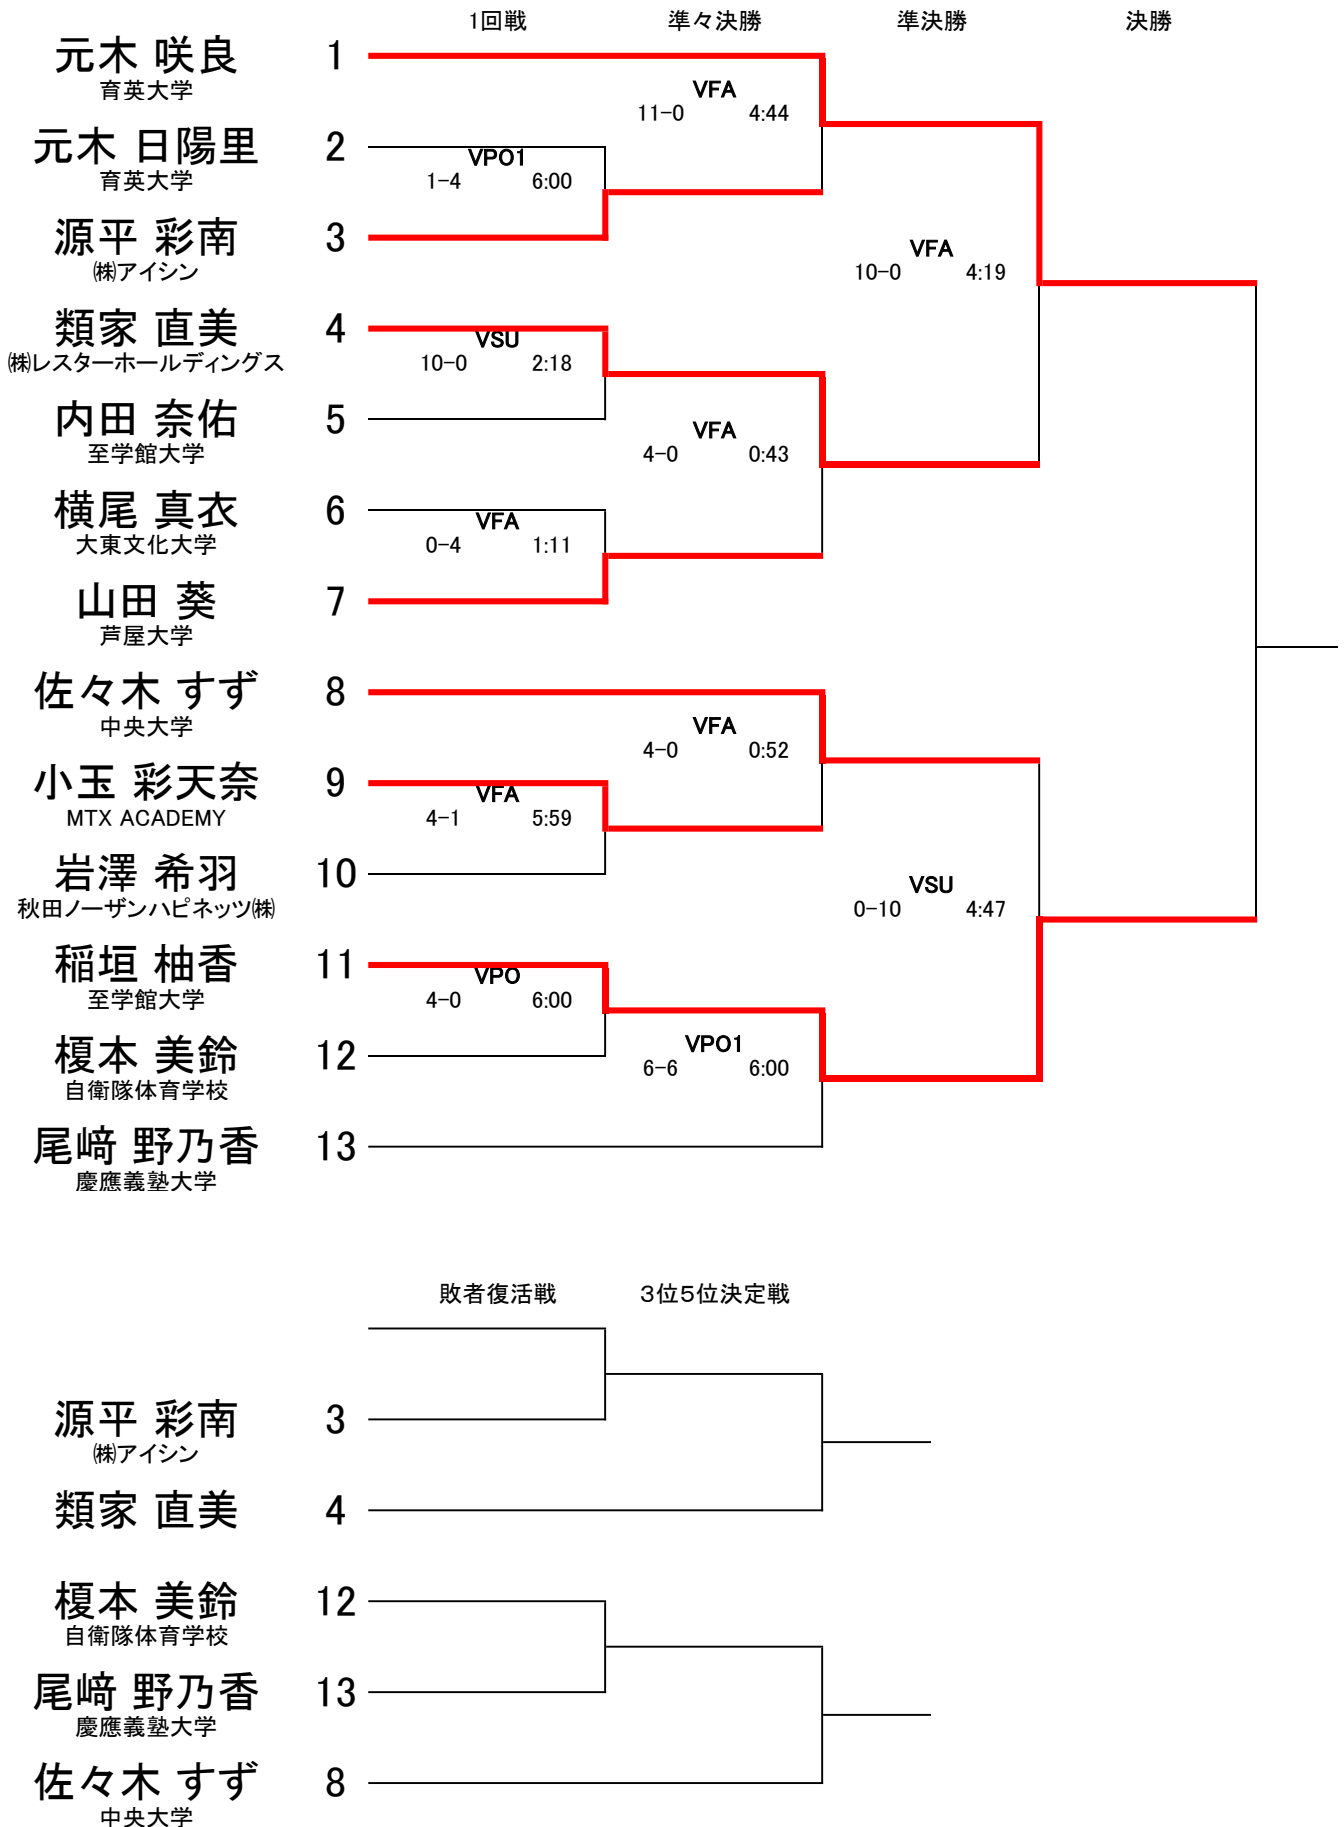 1回戦 準々決勝 準決勝 決勝
元木 咲良 1
育英大学
VFA
11-0 4:44
元木 日陽里 2
育英大学
VPO1
1-4 6:00
源平 彩南 3
㈱アイシン
VFA
10-0 4:19
類家 直美 4
㈱レスターホールディングス
VSU
10-0 2:18
内田 奈佑 5
至学館大学
VFA
4-0 0:43
横尾 真衣 6
大東文化大学
VFA
0-4 1:11
山田 葵 7
芦屋大学
佐々木 すず 8
中央大学
VFA
4-0 0:52
小玉 彩天奈 9
MTX ACADEMY
VFA
4-1 5:59
岩澤 希羽 10
秋田ノーザンハピネッツ㈱
VSU
0-10 4:47
稲垣 柚香 11
至学館大学
VPO
4-0 6:00
榎本 美鈴 12
自衛隊体育学校
VPO1
6-6 6:00
尾﨑 野乃香 13
慶應義塾大学
敗者復活戦 3位5位決定戦
源平 彩南 3
㈱アイシン
類家 直美 4
榎本 美鈴 12
自衛隊体育学校
尾﨑 野乃香 13
慶應義塾大学
佐々木 すず 8
中央大学